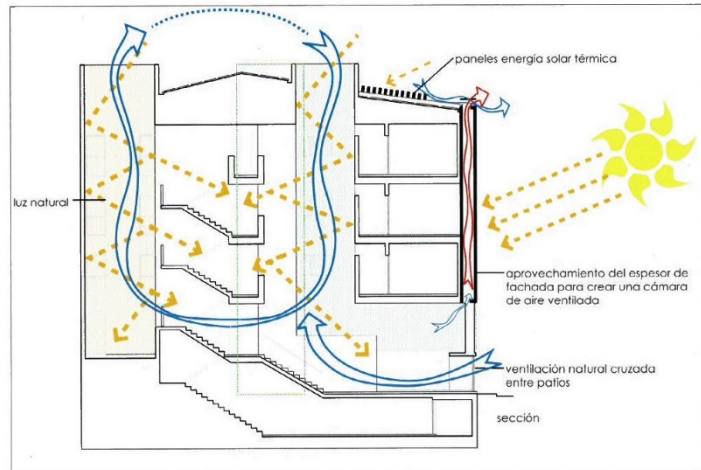 paneles energía solar térmica
luz natural
aprovechamiento del espesor de
fachada para crear una cámara
de aire ventilada
ventilación natural cruzada
entre patios
sección